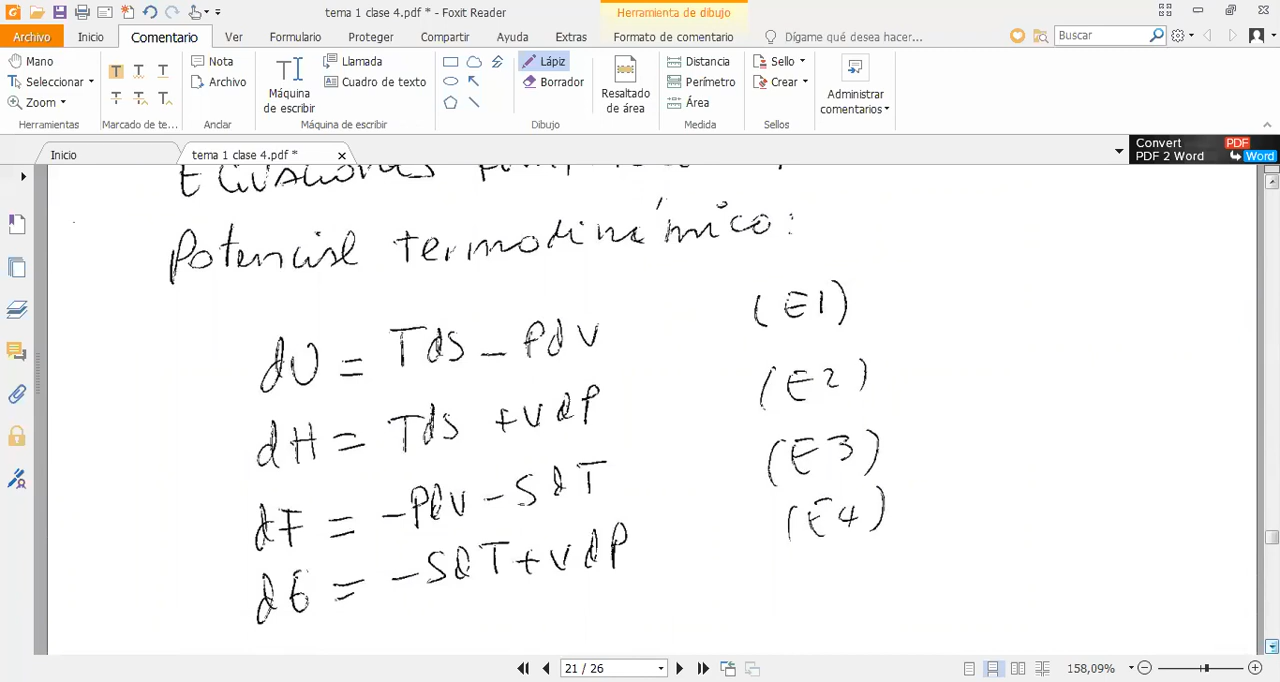 tema 1 clase 4.pdf * - Foxit Reader
Herramienta de dibujo
Archivo Inicio Comentario Ver Formulario Proteger Compartir Ayuda Extras Formato de comentario Dígame qué desea hacer... Buscar
Mano
Seleccionar
Zoom
Herramientas
Marcado de te...
Nota
Archivo
Anclar
Máquina de escribir
Llamada
Cuadro de texto
Máquina de escribir
Lápiz
Borrador
Dibujo
Resaltado de área
Distancia
Perímetro
Área
Medida
Sello
Crear
Sellos
Administrar comentarios
Inicio
tema 1 clase 4.pdf *
Convert PDF
PDF 2 Word Word
Potencial termodinámico:
dU = TdS - PdV (E1)
dH = TdS + VdP (E2)
dF = -PdV - SdT (E3)
dG = -SdT + VdP (E4)
21 / 26
158,09%